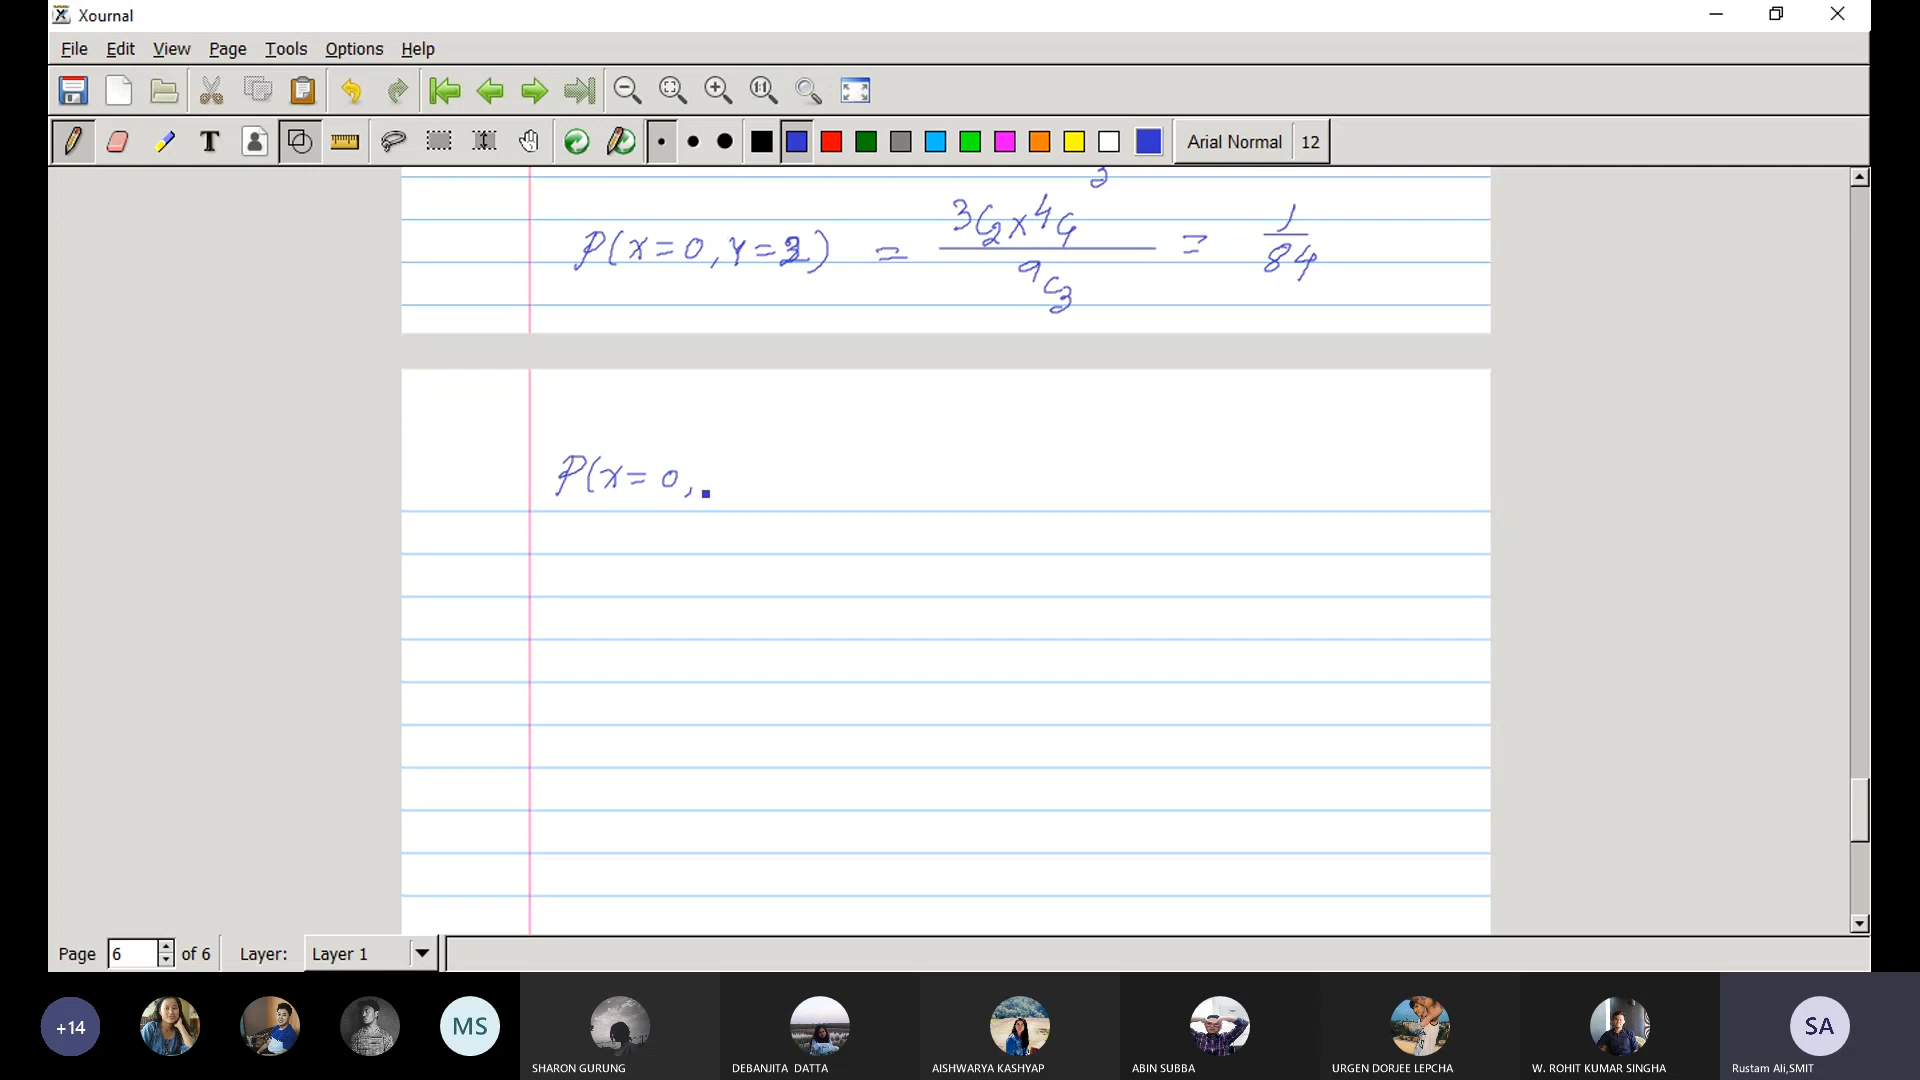 Xournal
File Edit View Page Tools Options Help
T Arial Normal 12
P(X=0, Y=2) = 3C2 x 4C1 / 9C3 = 1/84
P(X=0,
Page 6 of 6 Layer: Layer 1
+14 MS SA
SHARON GURUNG DEBANJITA DATTA AISHWARYA KASHYAP ABIN SUBBA URGEN DORJEE LEPCHA W. ROHIT KUMAR SINGHA Rustam Ali,SMIT